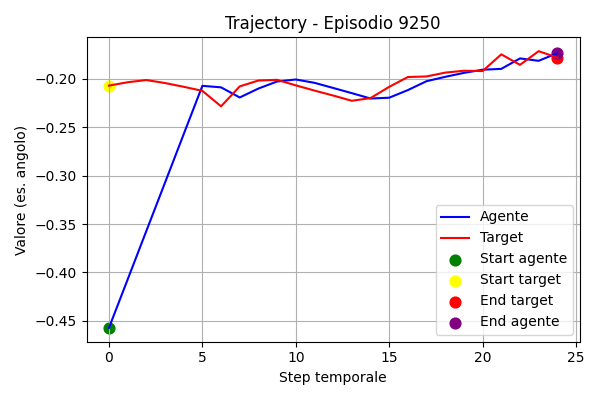 Trajectory - Episodio 9250
Valore (es. angolo)
−0.20
−0.25
−0.30
−0.35
−0.40
−0.45
0
5
10
15
20
25
Step temporale
Agente
Target
Start agente
Start target
End target
End agente